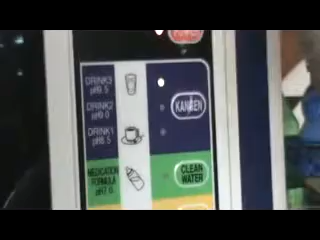 DRINK3
pH9.5
DRINK2
pH9.0
KANGEN
DRINK1
pH8.5
MEDICATION
FORMULA
pH7.0
CLEAN
WATER